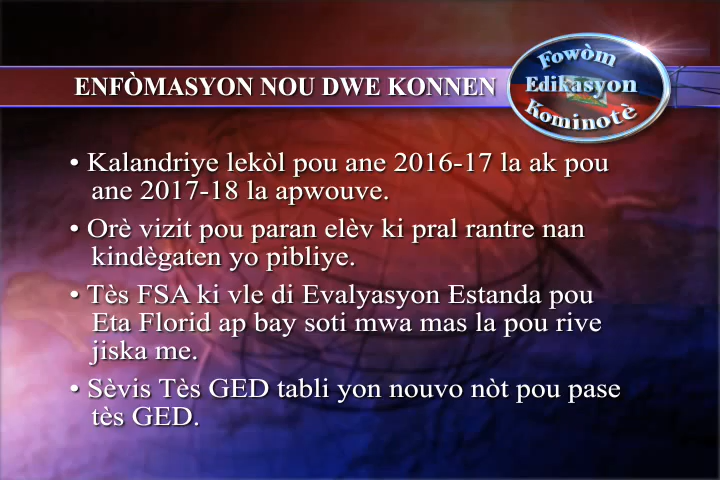 ENFÒMASYON NOU DWE KONNEN
Fowòm
Edikasyon
Kominotè
• Kalandriye lekòl pou ane 2016-17 la ak pou
ane 2017-18 la apwouve.
• Orè vizit pou paran elèv ki pral rantre nan
kindègaten yo pibliye.
• Tès FSA ki vle di Evalyasyon Estanda pou
Eta Florid ap bay soti mwa mas la pou rive
jiska me.
• Sèvis Tès GED tabli yon nouvo nòt pou pase
tès GED.